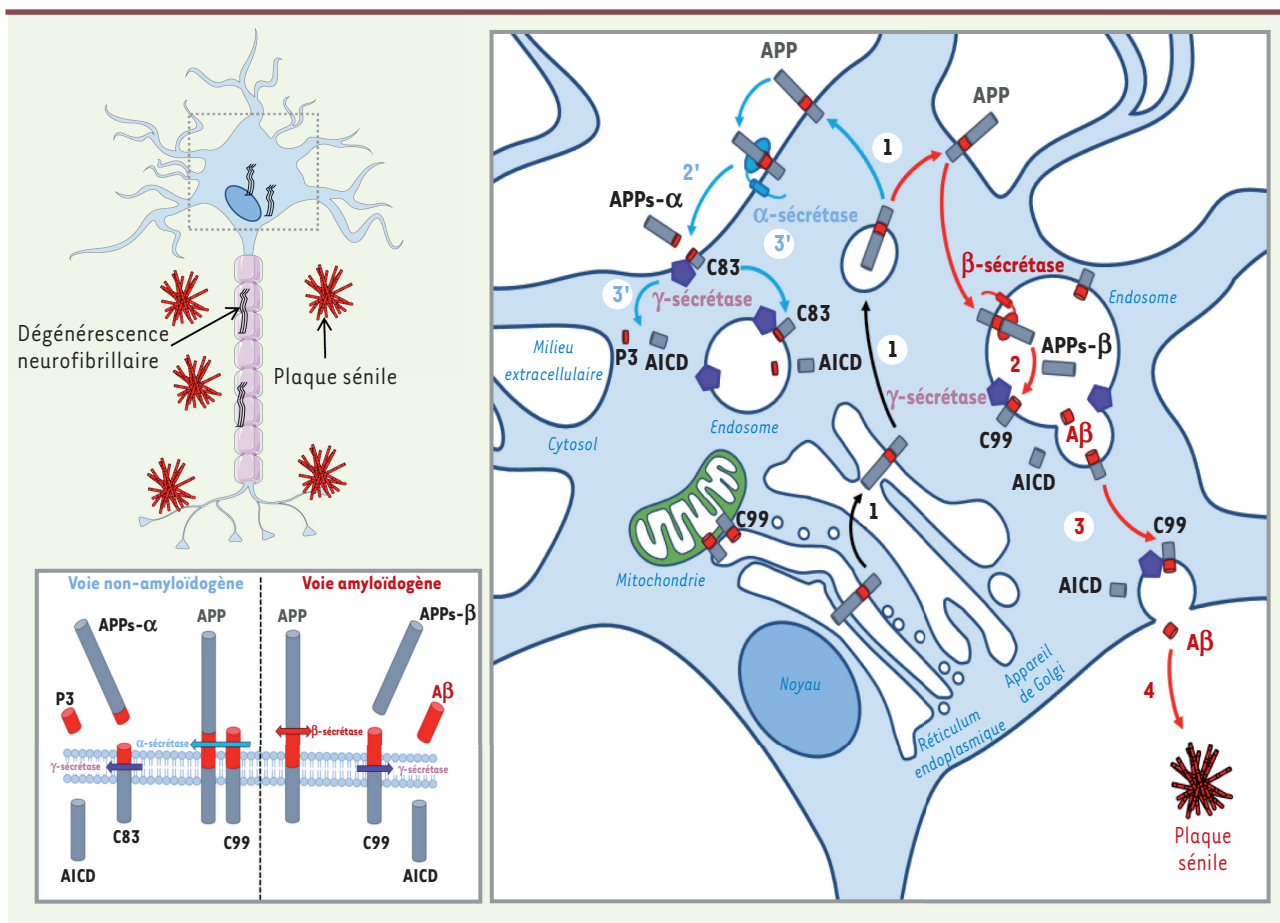 Dégénérescence
neurofibrillaire
Plaque sénile
Voie non-amyloïdogène
Voie amyloïdogène
APPs-α
APP
APP
APPs-β
P3
Aβ
α-sécrétase
β-sécrétase
γ-sécrétase
γ-sécrétase
C83
C99
C99
AICD
AICD
APP
APP
1
2'
APPs-α
α-sécrétase
3'
β-sécrétase
C83
3'
γ-sécrétase
Endosome
C83
P3
AICD
AICD
Milieu
extracellulaire
1
APPs-β
2
γ-sécrétase
Endosome
Cytosol
C99
Aβ
AICD
C99
1
3
C99
Mitochondrie
AICD
Aβ
Noyau
Appareil
de Golgi
4
Réticulum
endoplasmique
Plaque
sénile